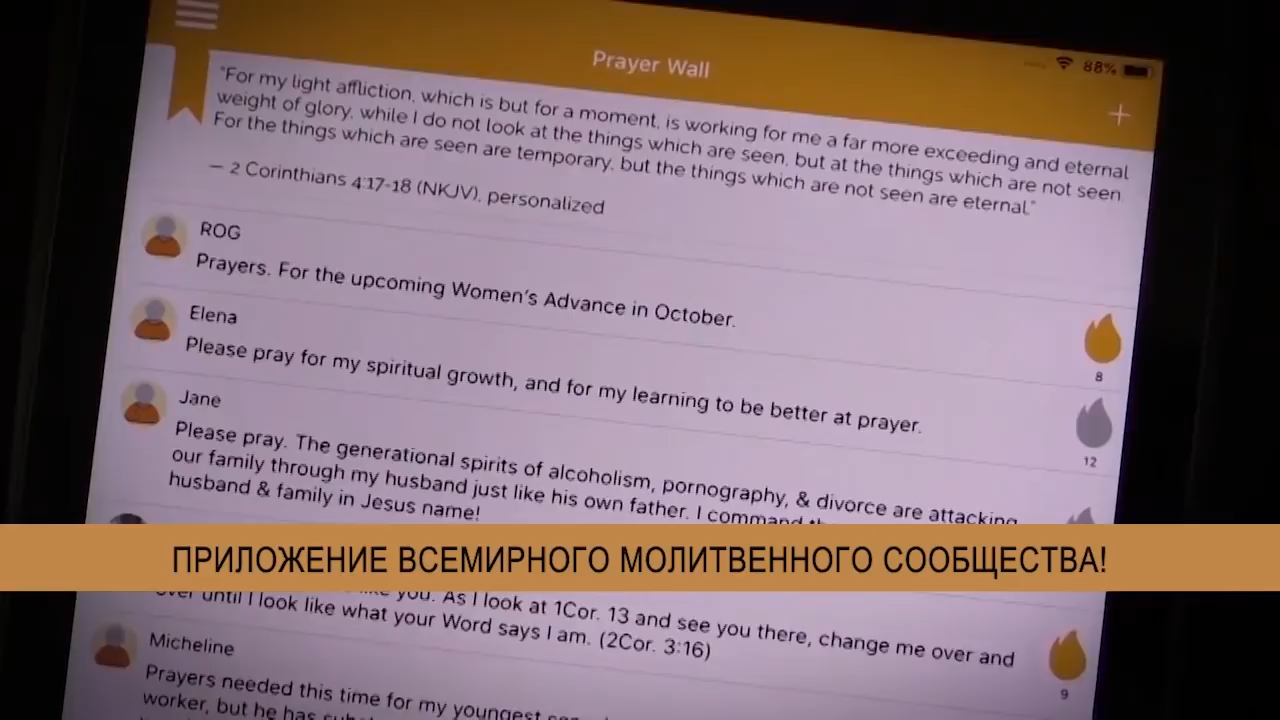 Prayer Wall
88%
"For my light affliction, which is but for a moment, is working for me a far more exceeding and eternal
weight of glory, while I do not look at the things which are seen, but at the things which are not seen.
For the things which are seen are temporary, but the things which are not seen are eternal."
— 2 Corinthians 4:17-18 (NKJV), personalized
ROG
Prayers. For the upcoming Women's Advance in October.
8
Elena
Please pray for my spiritual growth, and for my learning to be better at prayer.
12
Jane
Please pray. The generational spirits of alcoholism, pornography, & divorce are attacking
our family through my husband just like his own father. I command
husband & family in Jesus name!
ПРИЛОЖЕНИЕ ВСЕМИРНОГО МОЛИТВЕННОГО СООБЩЕСТВА!
you. As I look at 1Cor. 13 and see you there, change me over and
over until I look like what your Word says I am. (2Cor. 3:16)
9
Micheline
Prayers needed this time for my youngest
worker, but he has